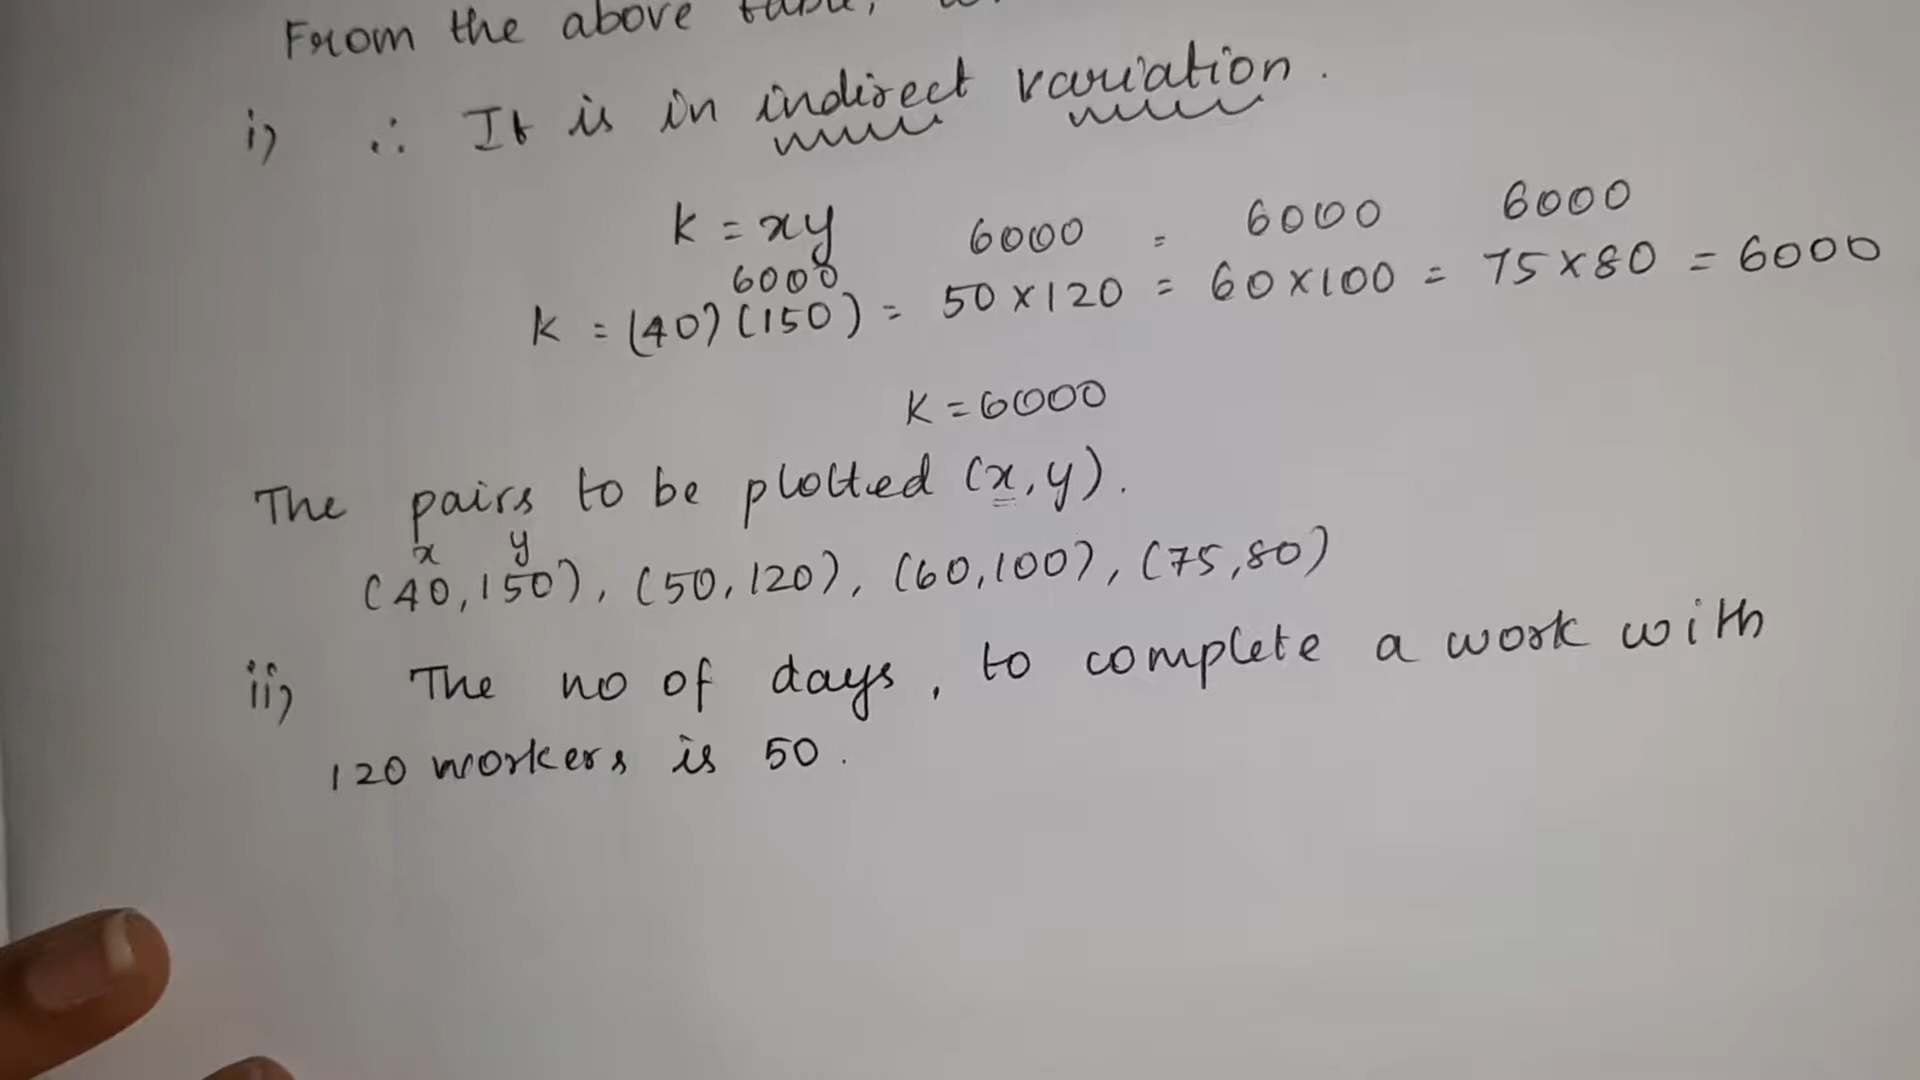 From the above table,
i) ∴ It is in indirect variation.
k = xy 6000 = 6000 6000
6000
k = (40)(150) = 50 x 120 = 60 x 100 = 75 x 80 = 6000
K = 6000
The pairs to be plotted (x, y).
x y
(40, 150), (50, 120), (60, 100), (75, 80)
ii) The no of days, to complete a work with
120 workers is 50.